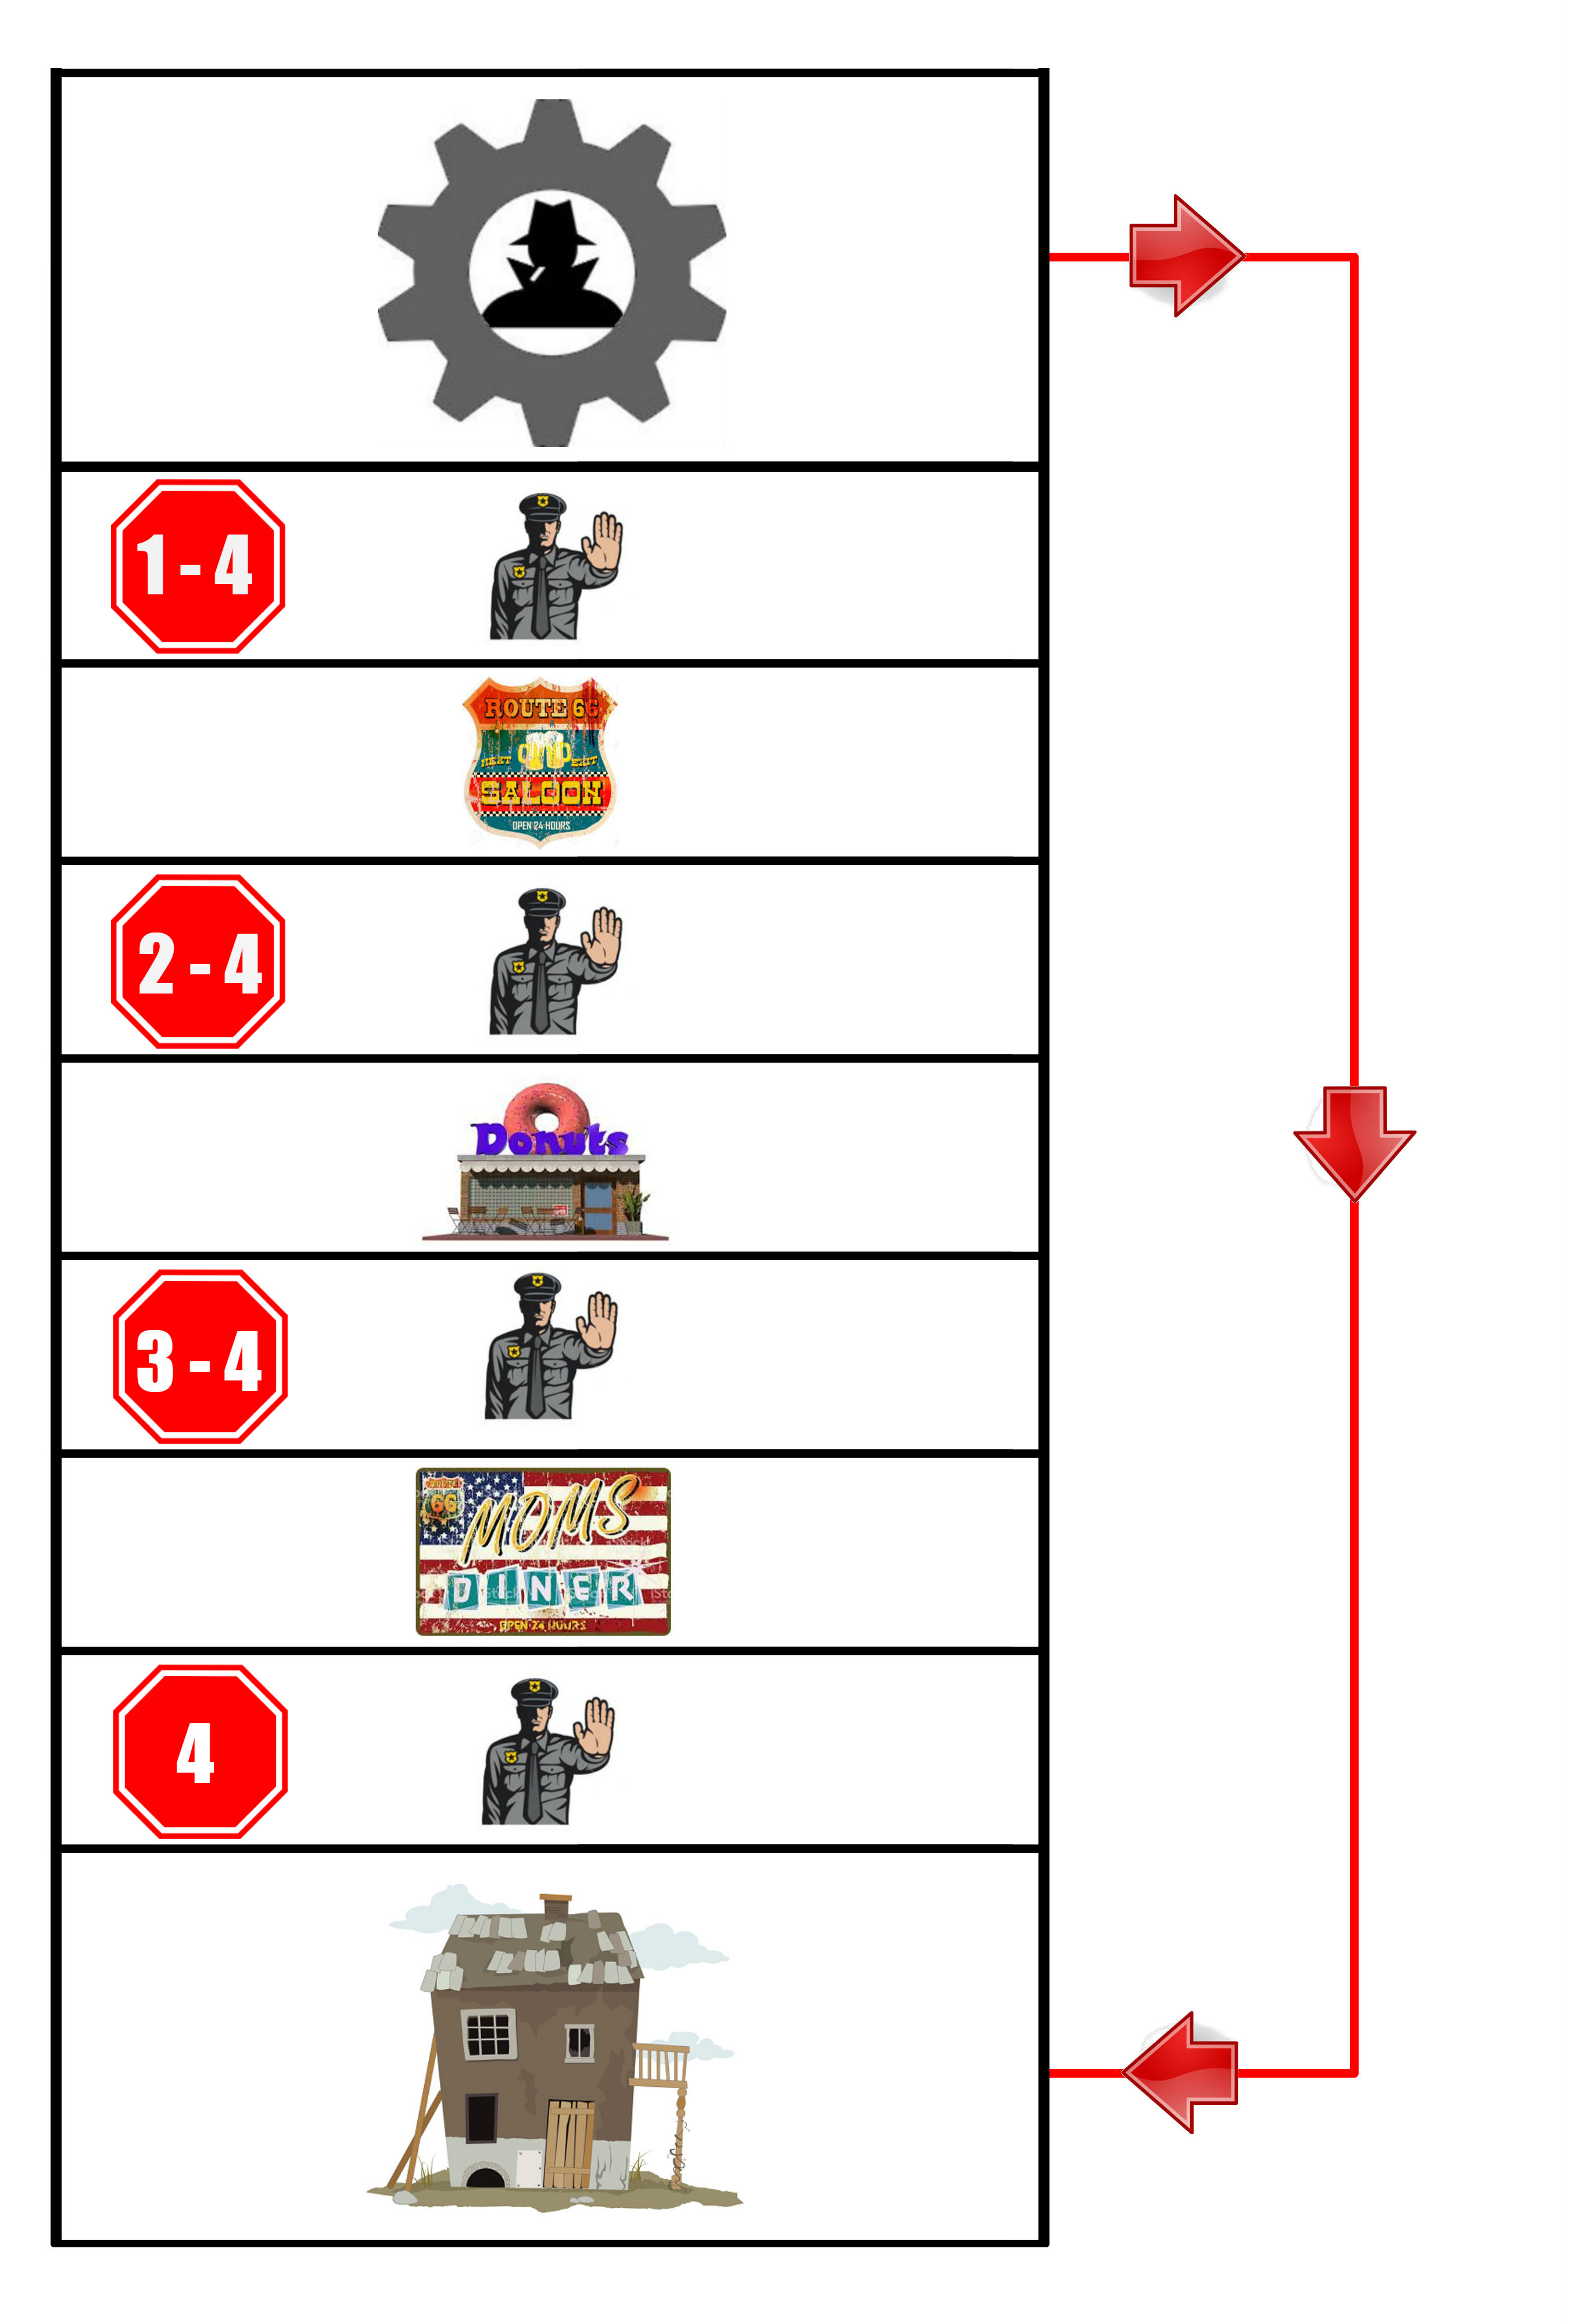 1 - 4
ROUTE 66
NEXT EXIT
SALOON
OPEN 24 HOURS
2 - 4
Donuts
3 - 4
ROUTE
66
MOMS
DINER
OPEN 24 HOURS
4